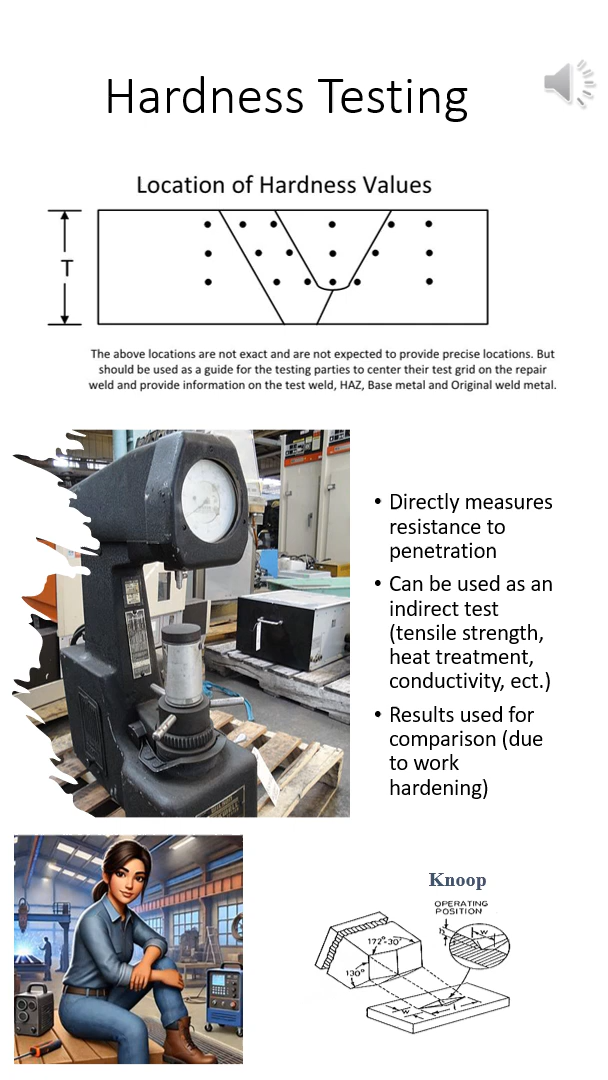 Hardness Testing
Location of Hardness Values
T
The above locations are not exact and are not expected to provide precise locations. But
should be used as a guide for the testing parties to center their test grid on the repair
weld and provide information on the test weld, HAZ, Base metal and Original weld metal.
• Directly measures
resistance to
penetration
• Can be used as an
indirect test
(tensile strength,
heat treatment,
conductivity, ect.)
• Results used for
comparison (due
to work
hardening)
Knoop
OPERATING
POSITION
W
172°-30'
130°
W
l